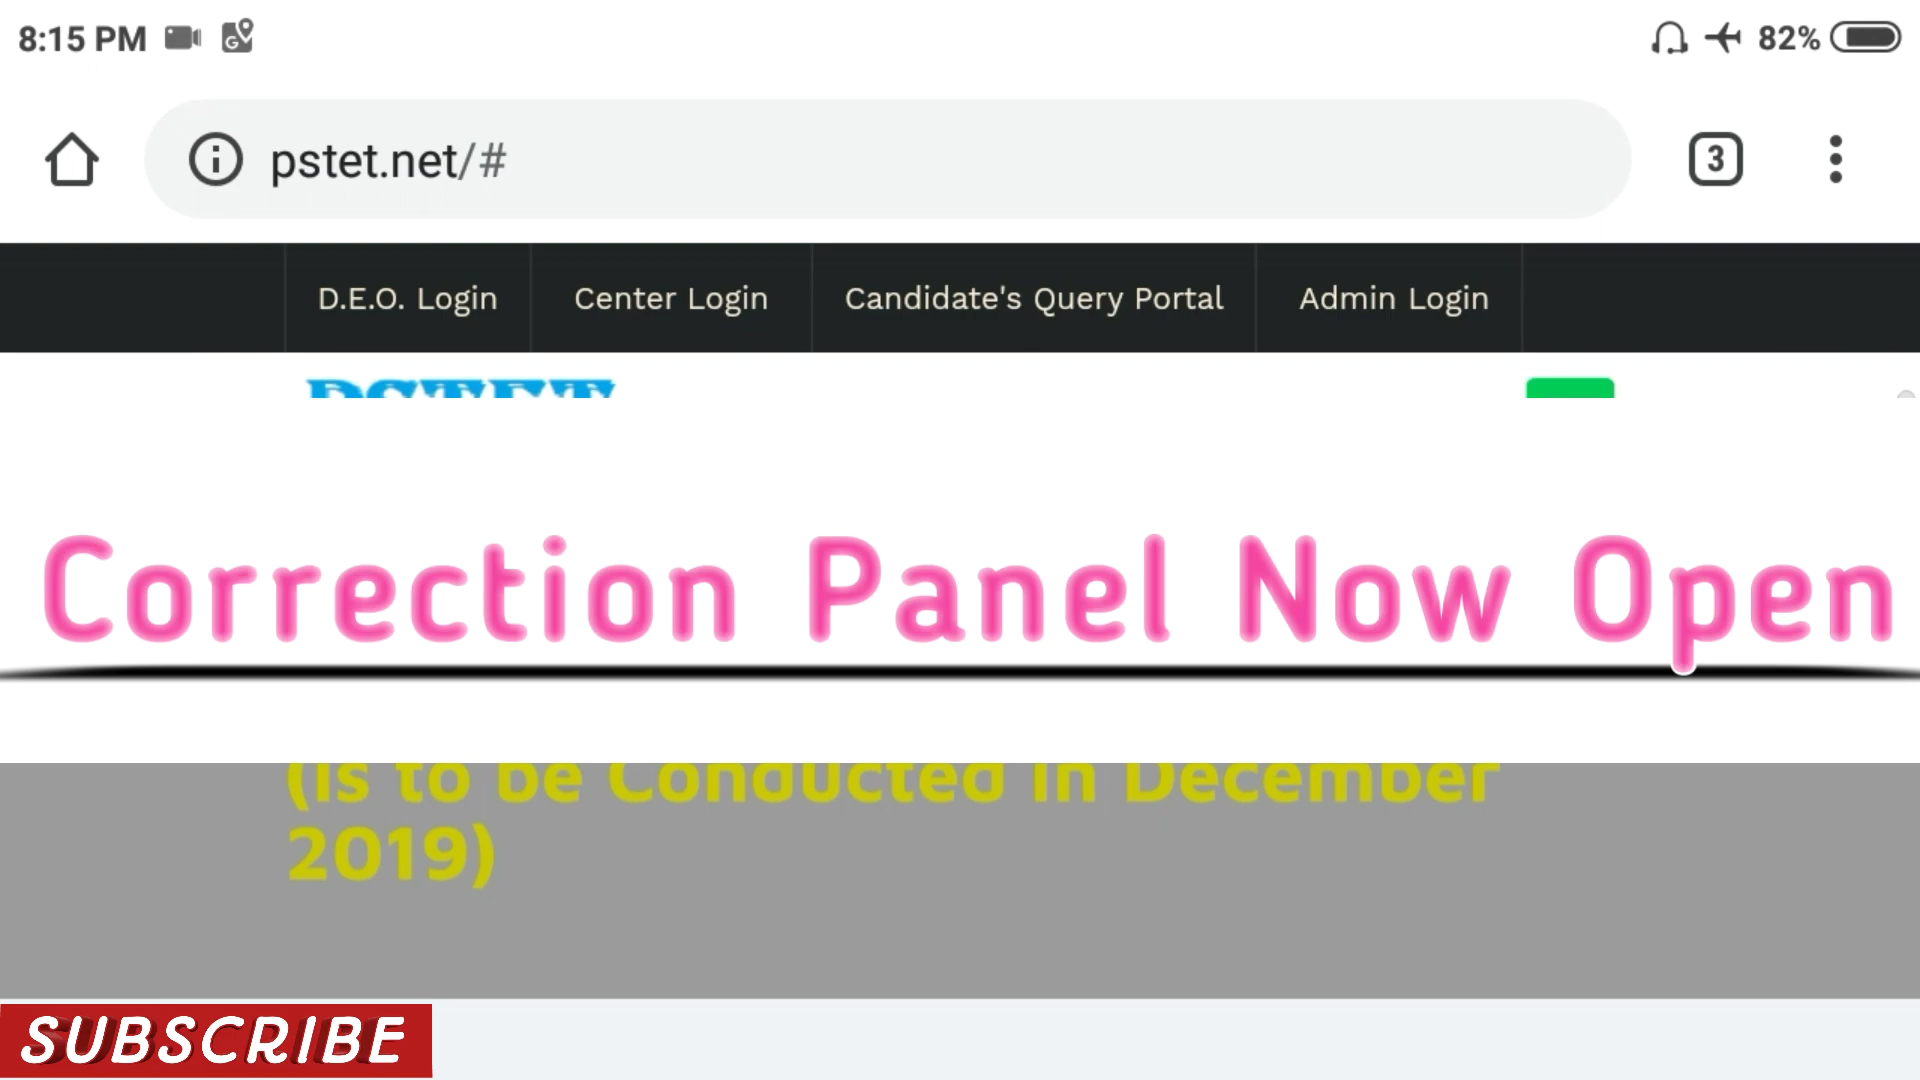 8:15 PM
82%
pstet.net/#
3
D.E.O. Login
Center Login
Candidate's Query Portal
Admin Login
PSTET
Correction Panel Now Open
(Is to be Conducted in December
2019)
SUBSCRIBE